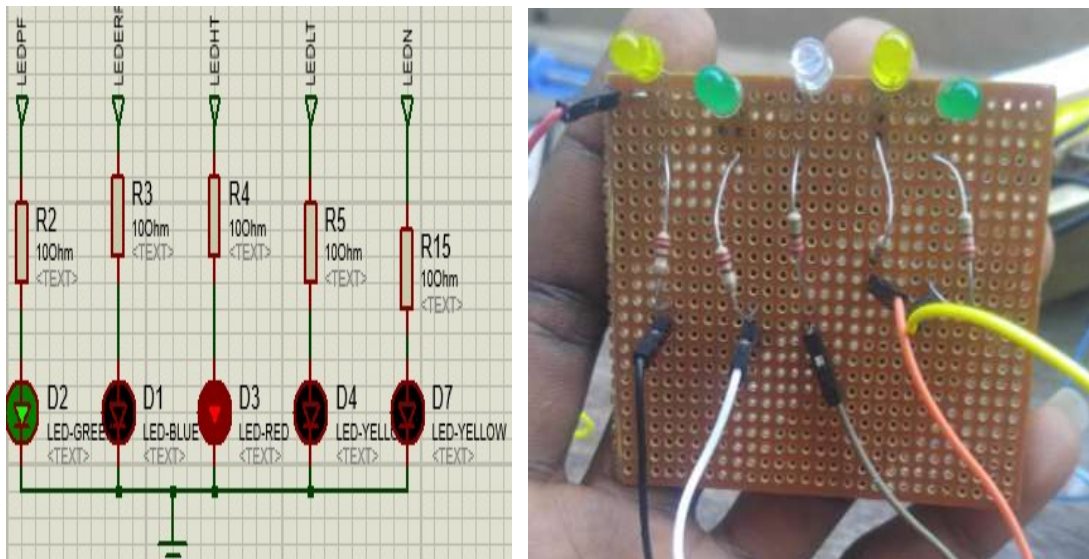 LEDPF
LEDHT
LEDLT
LEDN
R2
10Ohm
<TEXT>
R3
10Ohm
<TEXT>
R4
10Ohm
<TEXT>
R5
10Ohm
<TEXT>
R15
10Ohm
<TEXT>
D2
LED-GREE
<TEXT>
D1
LED-BLUE
<TEXT>
D3
LED-RED
<TEXT>
D4
LED-YELLO
<TEXT>
D7
LED-YELLOW
<TEXT>